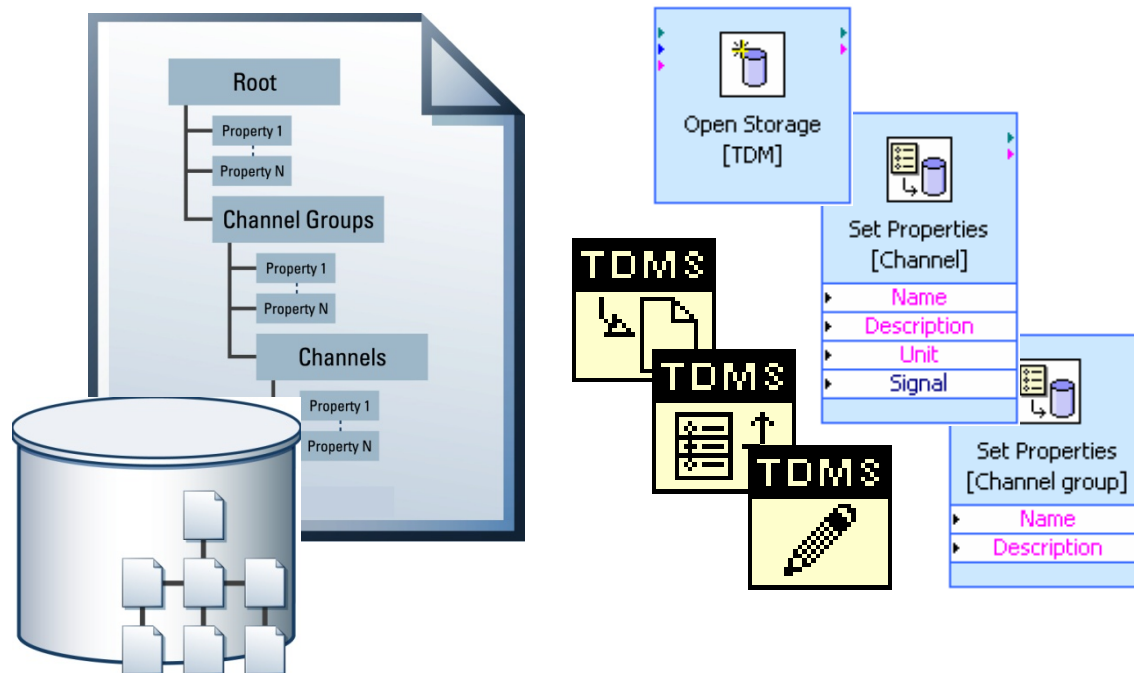 Root
Property 1
Property N
Channel Groups
Property 1
Property N
Channels
Property 1
Property N
Open Storage
[TDM]
Set Properties
[Channel]
Name
Description
Unit
Signal
Set Properties
[Channel group]
Name
Description
TDMS
TDMS
TDMS